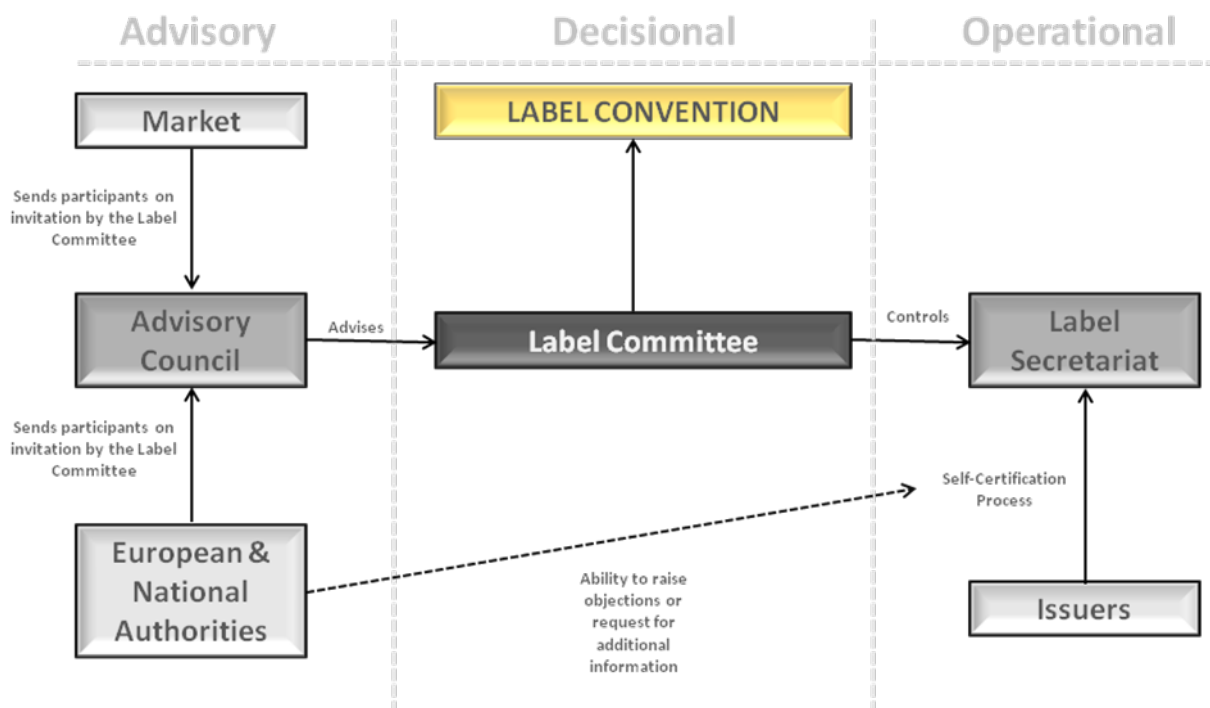 Advisory
Decisional
Operational
Market
LABEL CONVENTION
Sends participants on
invitation by the Label
Committee
Advisory
Council
Advises
Label Committee
Controls
Label
Secretariat
Sends participants on
invitation by the Label
Committee
Self-Certification
Process
European &
National
Authorities
Ability to raise
objections or
request for
additional
information
Issuers